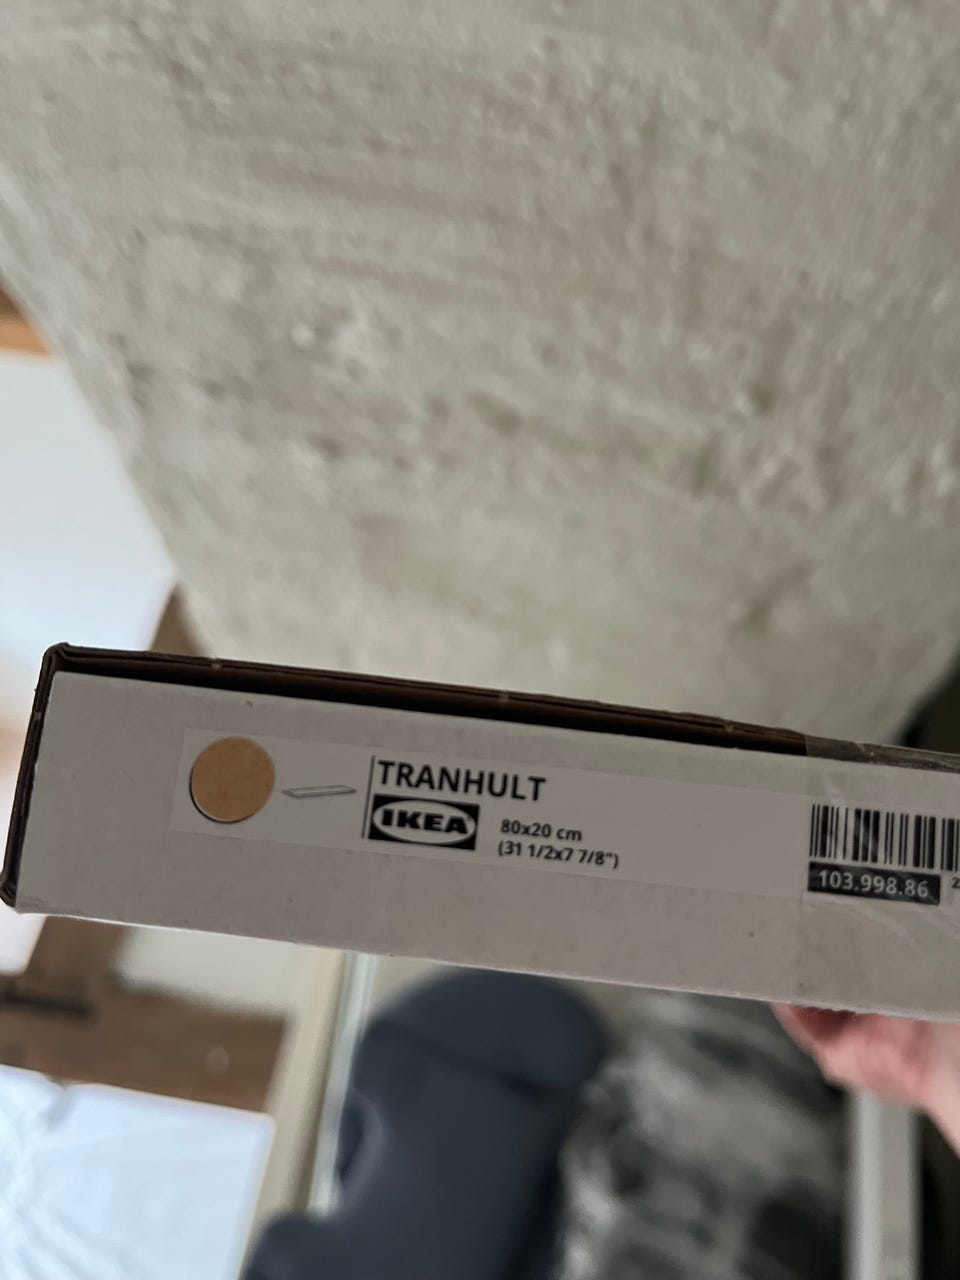 TRANHULT
IKEA
80x20 cm
(31 1/2x7 7/8")
103.998.86